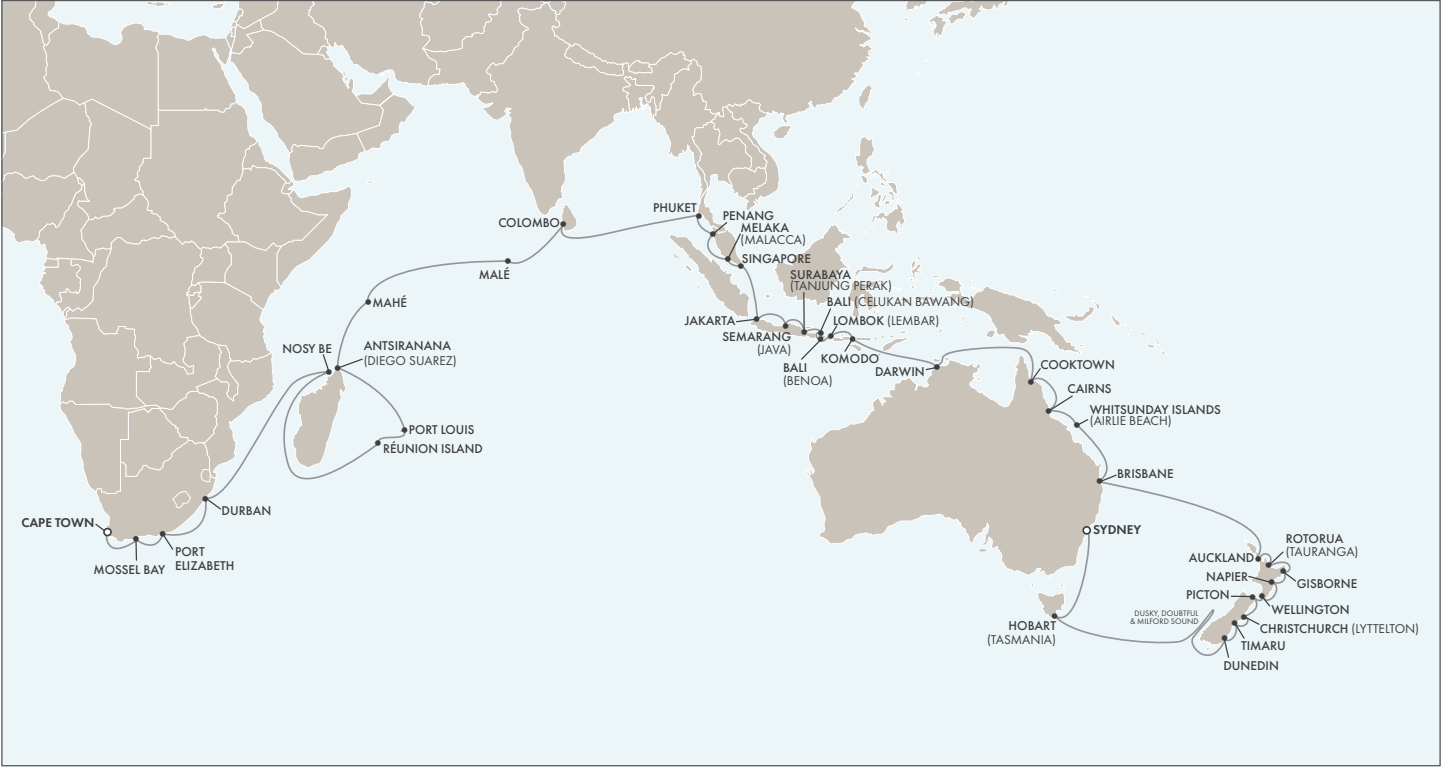 PHUKET
PENANG
MELAKA
(MALACCA)
COLOMBO
SINGAPORE
MALÉ
SURABAYA
(TANJUNG PERAK)
MAHÉ
BALI (CELUKAN BAWANG)
JAKARTA
LOMBOK (LEMBAR)
SEMARANG
(JAVA)
NOSY BE
ANTSIRANANA
(DIEGO SUAREZ)
KOMODO
BALI
(BENOA)
DARWIN
COOKTOWN
CAIRNS
WHITSUNDAY ISLANDS
(AIRLIE BEACH)
PORT LOUIS
RÉUNION ISLAND
BRISBANE
DURBAN
CAPE TOWN
SYDNEY
PORT
ELIZABETH
MOSSEL BAY
ROTORUA
(TAURANGA)
AUCKLAND
NAPIER
GISBORNE
PICTON
WELLINGTON
DUSKY, DOUBTFUL
& MILFORD SOUND
HOBART
(TASMANIA)
CHRISTCHURCH (LYTTELTON)
TIMARU
DUNEDIN